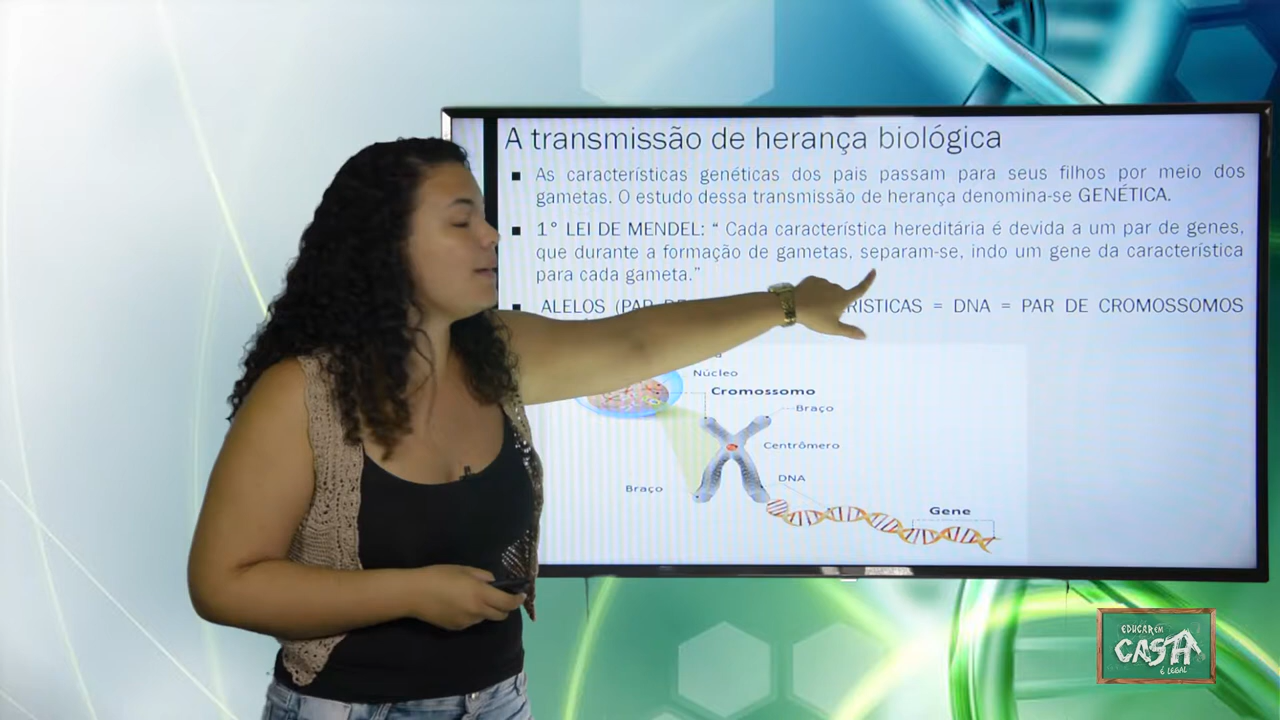 A transmissão de herança biológica
As características genéticas dos pais passam para seus filhos por meio dos
gametas. O estudo dessa transmissão de herança denomina-se GENÉTICA.
1° LEI DE MENDEL: “ Cada característica hereditária é devida a um par de genes,
que durante a formação de gametas, separam-se, indo um gene da característica
para cada gameta.”
ALELOS (PAR = DNA = PAR DE CROMOSSOMOS
Núcleo
Cromossomo
Braço
Centrômero
DNA
Braço
Gene
EDUCAR EM
CASA
É LEGAL